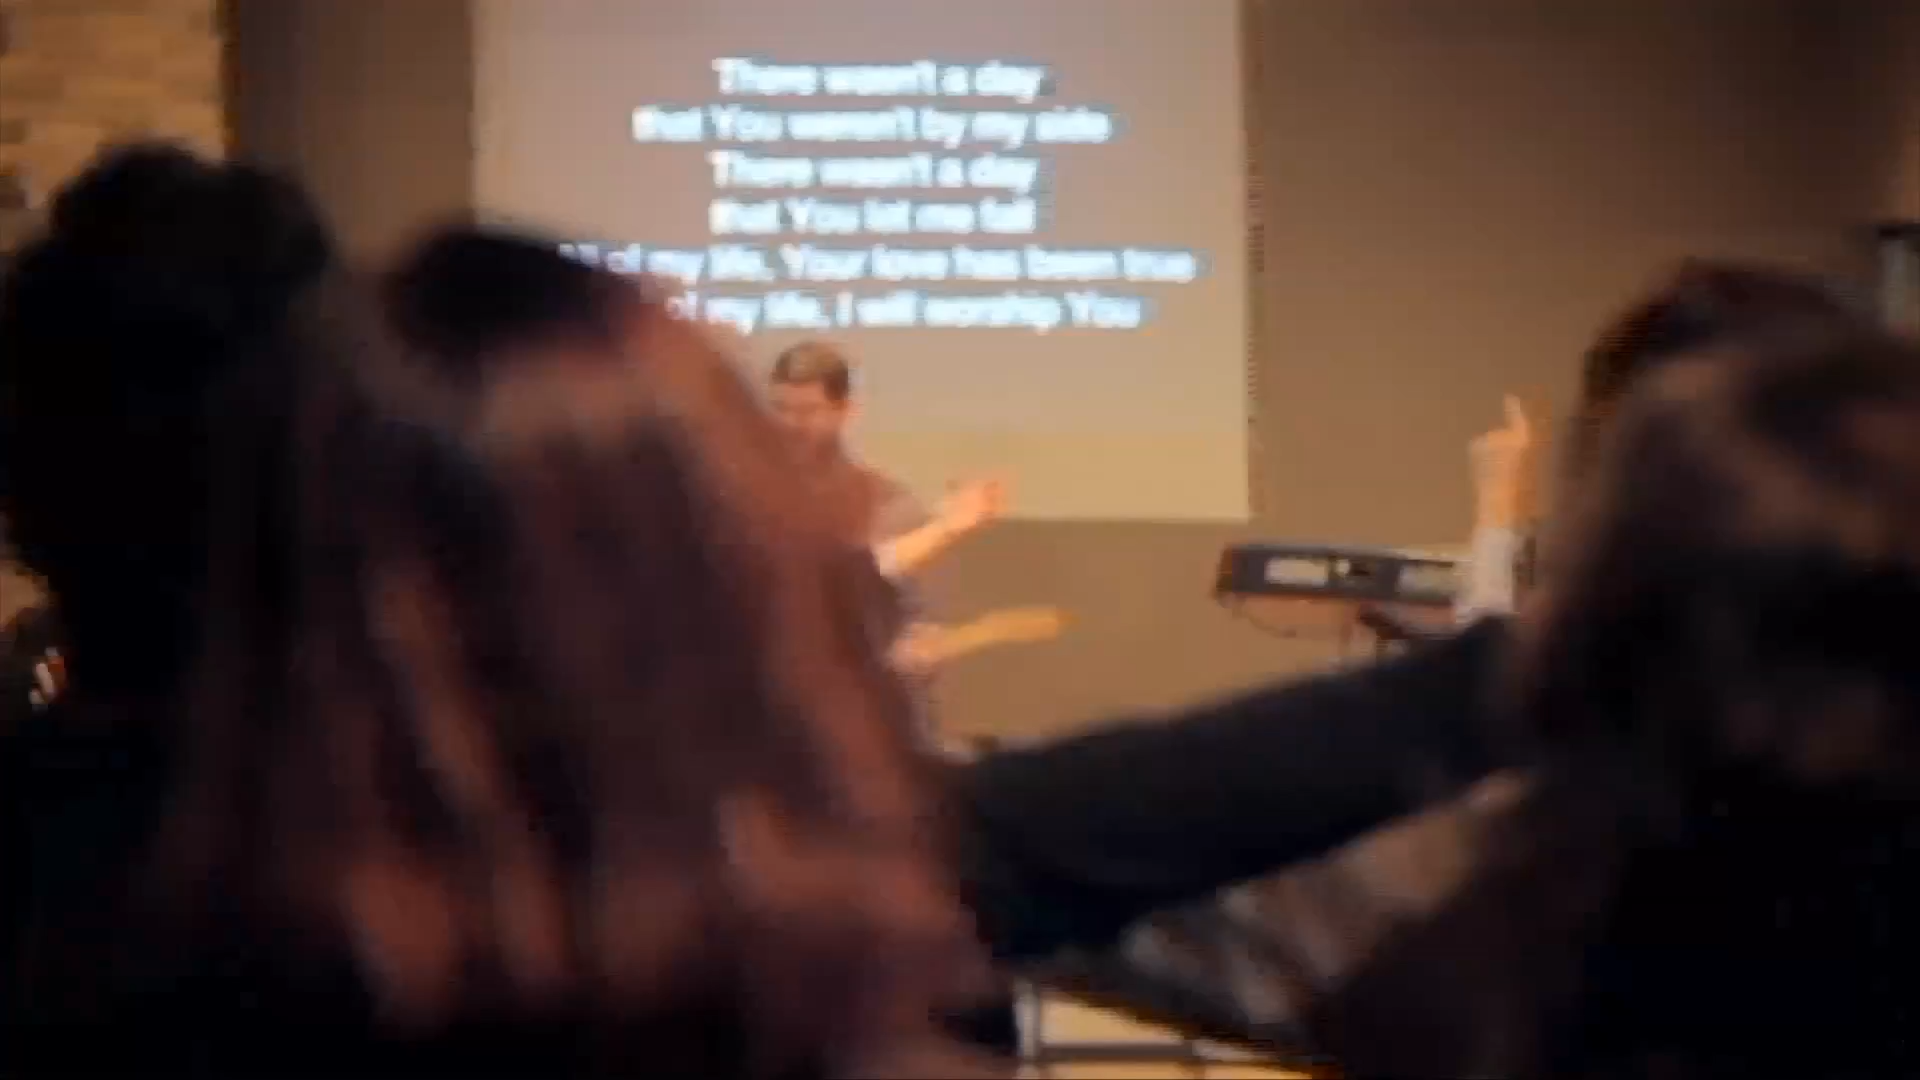 There wasn't a day
that You weren't by my side
There wasn't a day
that You let me fall
of my life, Your love has been true
of my life, I will worship You